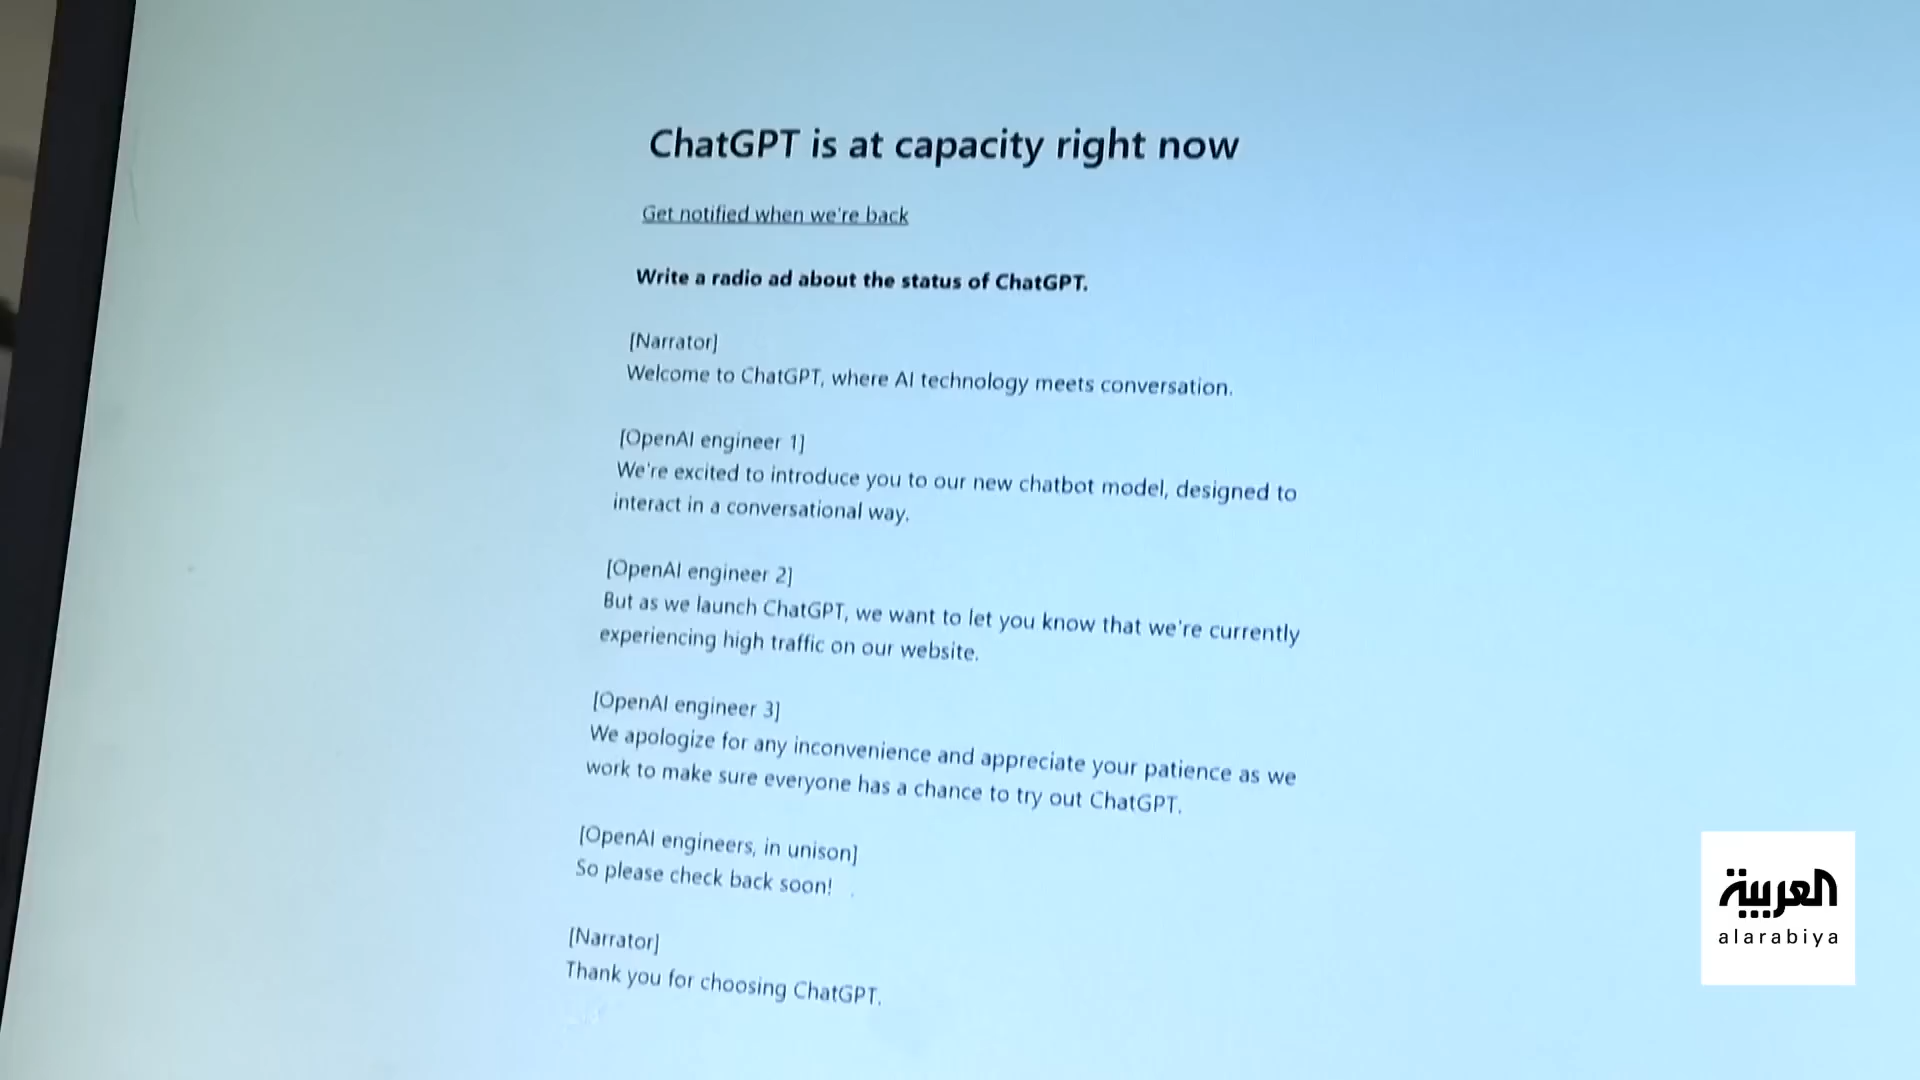 ChatGPT is at capacity right now
Get notified when we're back
Write a radio ad about the status of ChatGPT.
[Narrator]
Welcome to ChatGPT, where AI technology meets conversation.
[OpenAI engineer 1]
We're excited to introduce you to our new chatbot model, designed to
interact in a conversational way.
[OpenAI engineer 2]
But as we launch ChatGPT, we want to let you know that we're currently
experiencing high traffic on our website.
[OpenAI engineer 3]
We apologize for any inconvenience and appreciate your patience as we
work to make sure everyone has a chance to try out ChatGPT.
[OpenAI engineers, in unison]
So please check back soon!
[Narrator]
Thank you for choosing ChatGPT.
العربية
alarabiya